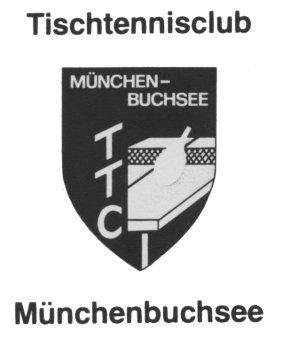 Tischtennisclub
MÜNCHEN-
BUCHSEE
T
T
C
Münchenbuchsee